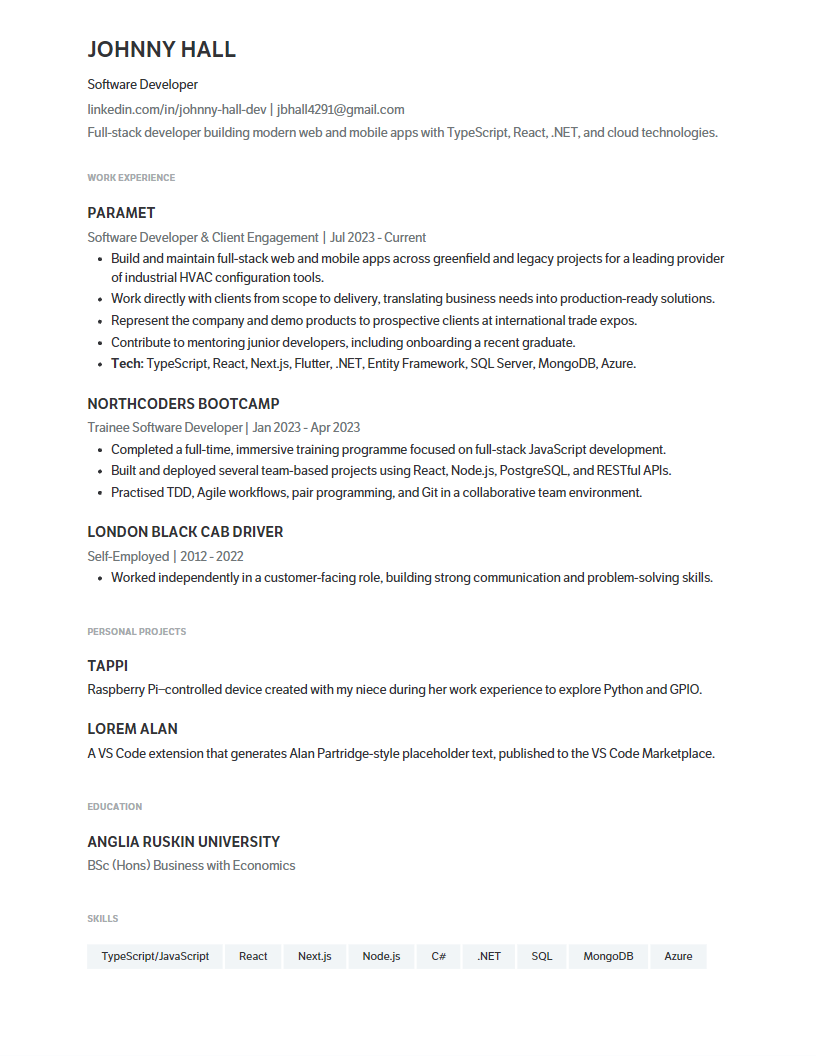 JOHNNY HALL
Software Developer
linkedin.com/in/johnny-hall-dev | jbhall4291@gmail.com
Full-stack developer building modern web and mobile apps with TypeScript, React, .NET, and cloud technologies.
WORK EXPERIENCE
PARAMET
Software Developer & Client Engagement | Jul 2023 - Current
• Build and maintain full-stack web and mobile apps across greenfield and legacy projects for a leading provider
of industrial HVAC configuration tools.
• Work directly with clients from scope to delivery, translating business needs into production-ready solutions.
• Represent the company and demo products to prospective clients at international trade expos.
• Contribute to mentoring junior developers, including onboarding a recent graduate.
• Tech: TypeScript, React, Next.js, Flutter, .NET, Entity Framework, SQL Server, MongoDB, Azure.
NORTHCODERS BOOTCAMP
Trainee Software Developer | Jan 2023 - Apr 2023
• Completed a full-time, immersive training programme focused on full-stack JavaScript development.
• Built and deployed several team-based projects using React, Node.js, PostgreSQL, and RESTful APIs.
• Practised TDD, Agile workflows, pair programming, and Git in a collaborative team environment.
LONDON BLACK CAB DRIVER
Self-Employed | 2012 - 2022
• Worked independently in a customer-facing role, building strong communication and problem-solving skills.
PERSONAL PROJECTS
TAPPI
Raspberry Pi–controlled device created with my niece during her work experience to explore Python and GPIO.
LOREM ALAN
A VS Code extension that generates Alan Partridge-style placeholder text, published to the VS Code Marketplace.
EDUCATION
ANGLIA RUSKIN UNIVERSITY
BSc (Hons) Business with Economics
SKILLS
TypeScript/JavaScript React Next.js Node.js C# .NET SQL MongoDB Azure